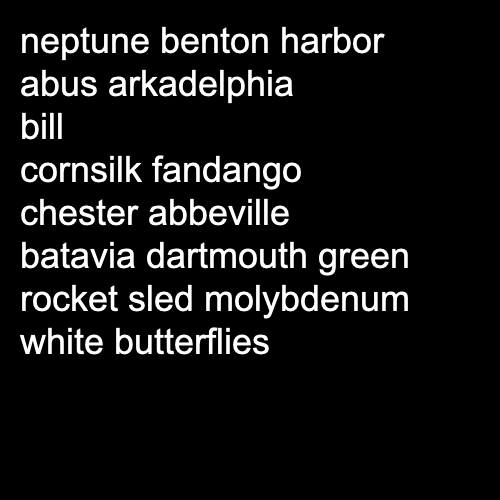 neptune benton harbor
abus arkadelphia
bill
cornsilk fandango
chester abbeville
batavia dartmouth green
rocket sled molybdenum
white butterflies